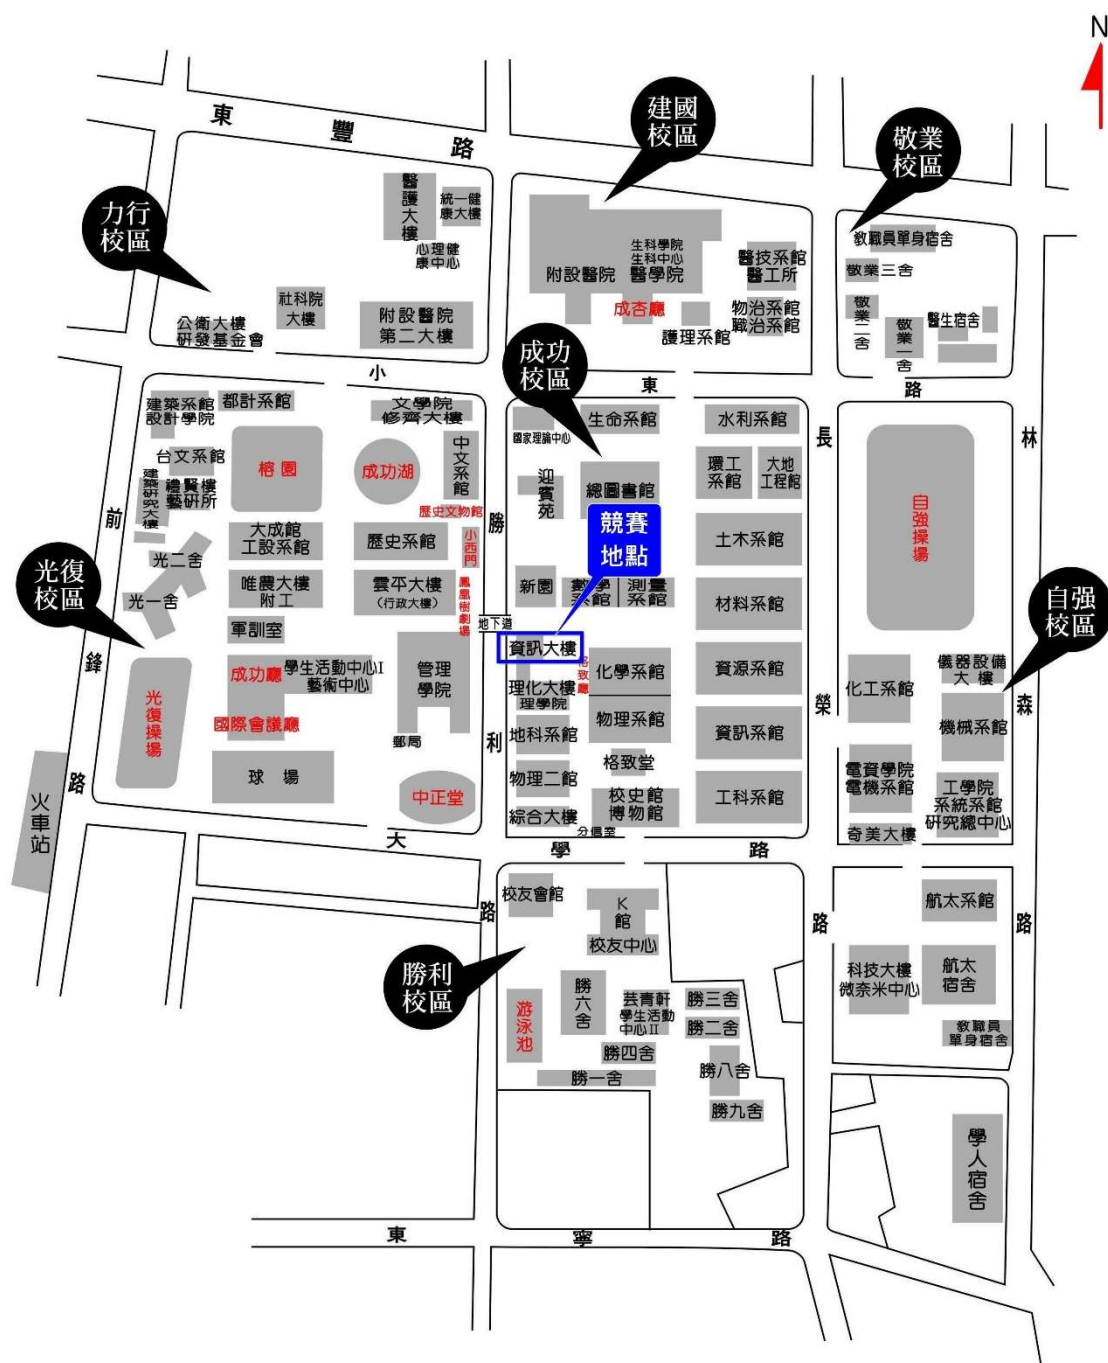 N
東豐路
建國
校區
敬業
校區
力行
校區
醫護大樓
統一健
康大樓
心理健
康中心
社科院
大樓
附設醫院
第二大樓
公衛大樓
研發基金會
附設醫院
生科學院
生科中心
醫學院
成杏廳
護理系館
醫技系館
醫工所
物治系館
職治系館
教職員單身宿舍
敬業三舍
敬業二舍
敬業一舍
醫生宿舍
小東路
成功
校區
建築系館
設計學院
都計系館
文學院
修齊大樓
台文系館
建築研究大樓
禮賢樓
藝研所
榕園
成功湖
中文系館
歷史文物館
大成館
工設系館
歷史系館
小西門
光二舍
光一舍
唯農大樓
附工
雲平大樓
(行政大樓)
鳳凰樹劇場
軍訓室
成功廳
學生活動中心I
藝術中心
國際會議廳
管理
學院
郵局
光復
校區
光復操場
球場
中正堂
前鋒路
火車站
勝利路
地下道
國家理論中心
生命系館
水利系館
迎賓苑
總圖書館
環工
系館
大地
工程館
競賽
地點
土木系館
新園
數學
系館
測量
系館
材料系館
資訊大樓
格致廳
化學系館
資源系館
理化大樓
理學院
地科系館
物理系館
資訊系館
物理二館
格致堂
綜合大樓
校史館
博物館
工科系館
分信室
長榮路
林森路
自強操場
自强
校區
化工系館
儀器設備
大樓
機械系館
電資學院
電機系館
工學院
系統系館
研究總中心
奇美大樓
大學路
校友會館
K
館
校友中心
勝利
校區
游泳池
勝六舍
芸青軒
學生活動
中心II
勝三舍
勝二舍
勝四舍
勝一舍
勝八舍
勝九舍
航太系館
科技大樓
微奈米中心
航太
宿舍
教職員
單身宿舍
學人宿舍
東寧路